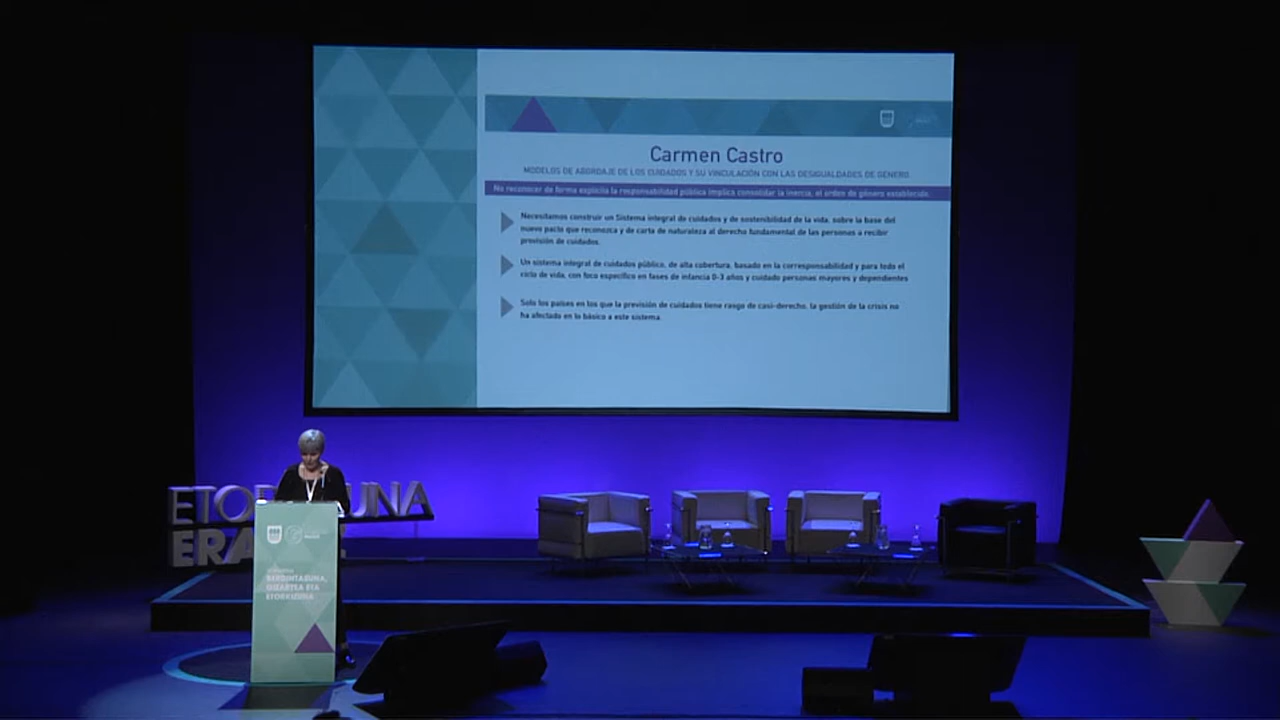 Carmen Castro
MODELOS DE ABORDAJE DE LOS CUIDADOS Y SU VINCULACIÓN CON LAS DESIGUALDADES DE GÉNERO
No reconocer de forma explícita la responsabilidad pública implica consolidar la inercia, el orden de género establecido.
Necesitamos construir un Sistema integral de cuidados y de sostenibilidad de la vida, sobre la base del
nuevo pacto que reconozca y de carta de naturaleza al derecho fundamental de las personas a recibir
provisión de cuidados.
Un sistema integral de cuidados público, de alta cobertura, basado en la corresponsabilidad y para todo el
ciclo de vida, con foco específico en fases de infancia 0-3 años y cuidado personas mayores y dependientes
Solo los países en los que la previsión de cuidados tiene rasgo de casi-derecho, la gestión de la crisis no
ha afectado en lo básico a este sistema.
ETOR UNA
ERA
BERDINTASUNA,
GIZARTEA ETA
ETORKIZUNA